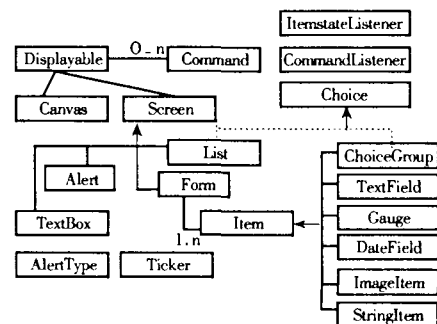 ItemstateListener
Displayable
0-n
Command
CommandListener
Canvas
Screen
Choice
List
ChoiceGroup
Alert
Form
TextField
TextBox
Item
Gauge
1.n
DateField
AlertType
Ticker
ImageItem
StringItem